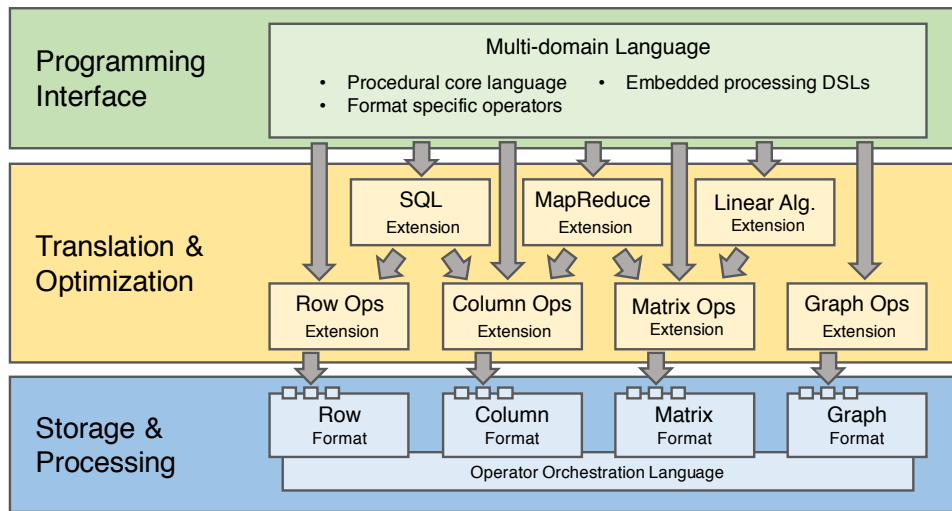 Programming
Interface
Multi-domain Language
• Procedural core language
• Format specific operators
• Embedded processing DSLs
Translation &
Optimization
SQL
Extension
MapReduce
Extension
Linear Alg.
Extension
Row Ops
Extension
Column Ops
Extension
Matrix Ops
Extension
Graph Ops
Extension
Storage &
Processing
Row
Format
Column
Format
Matrix
Format
Graph
Format
Operator Orchestration Language